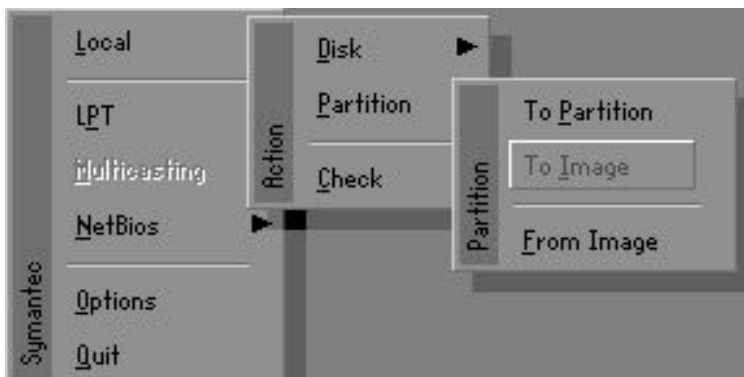 Symantec
Local
LPT
Multicasting
NetBios
Options
Quit
Action
Disk
Partition
Check
Partition
To Partition
To Image
From Image